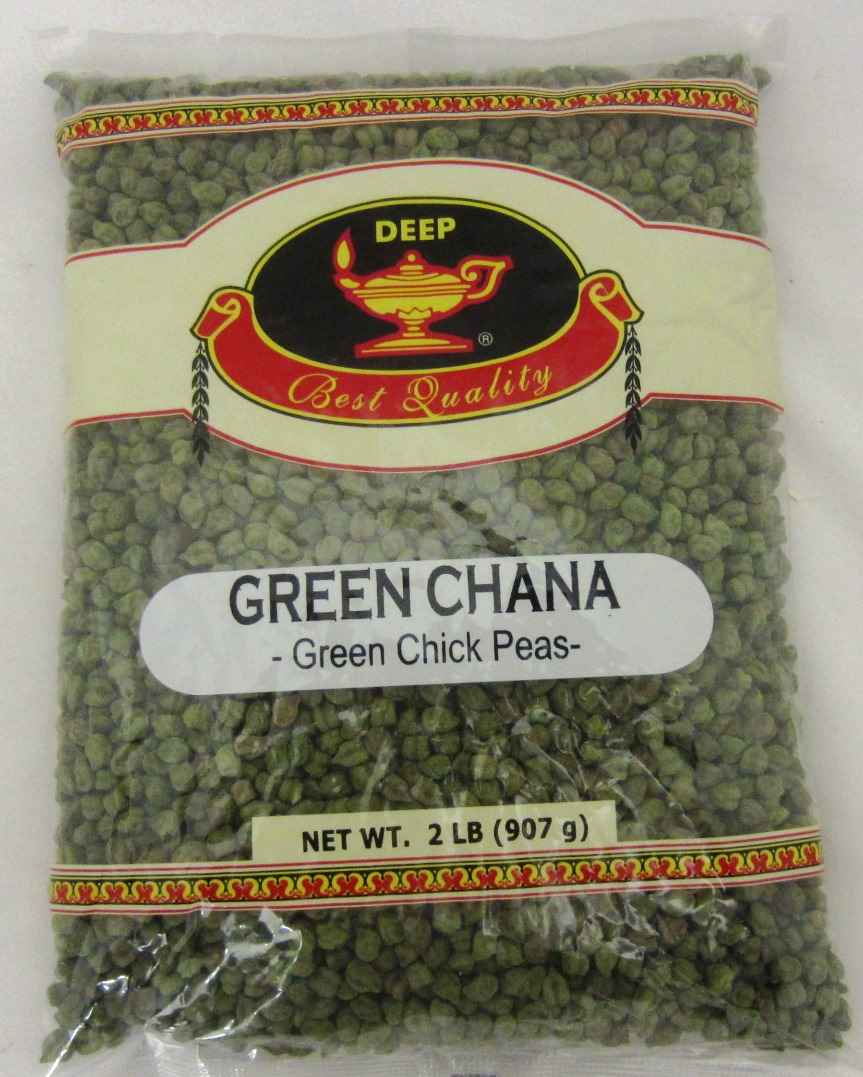 DEEP
®
Best Quality
GREEN CHANA
- Green Chick Peas-
NET WT. 2 LB (907 g)